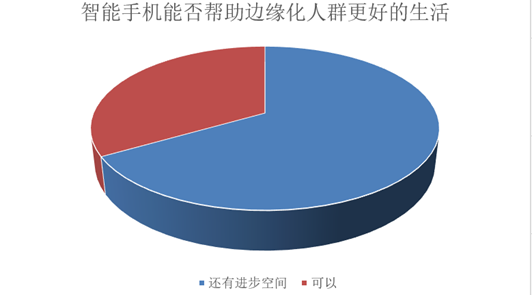 智能手机能否帮助边缘化人群更好的生活
还有进步空间 可以